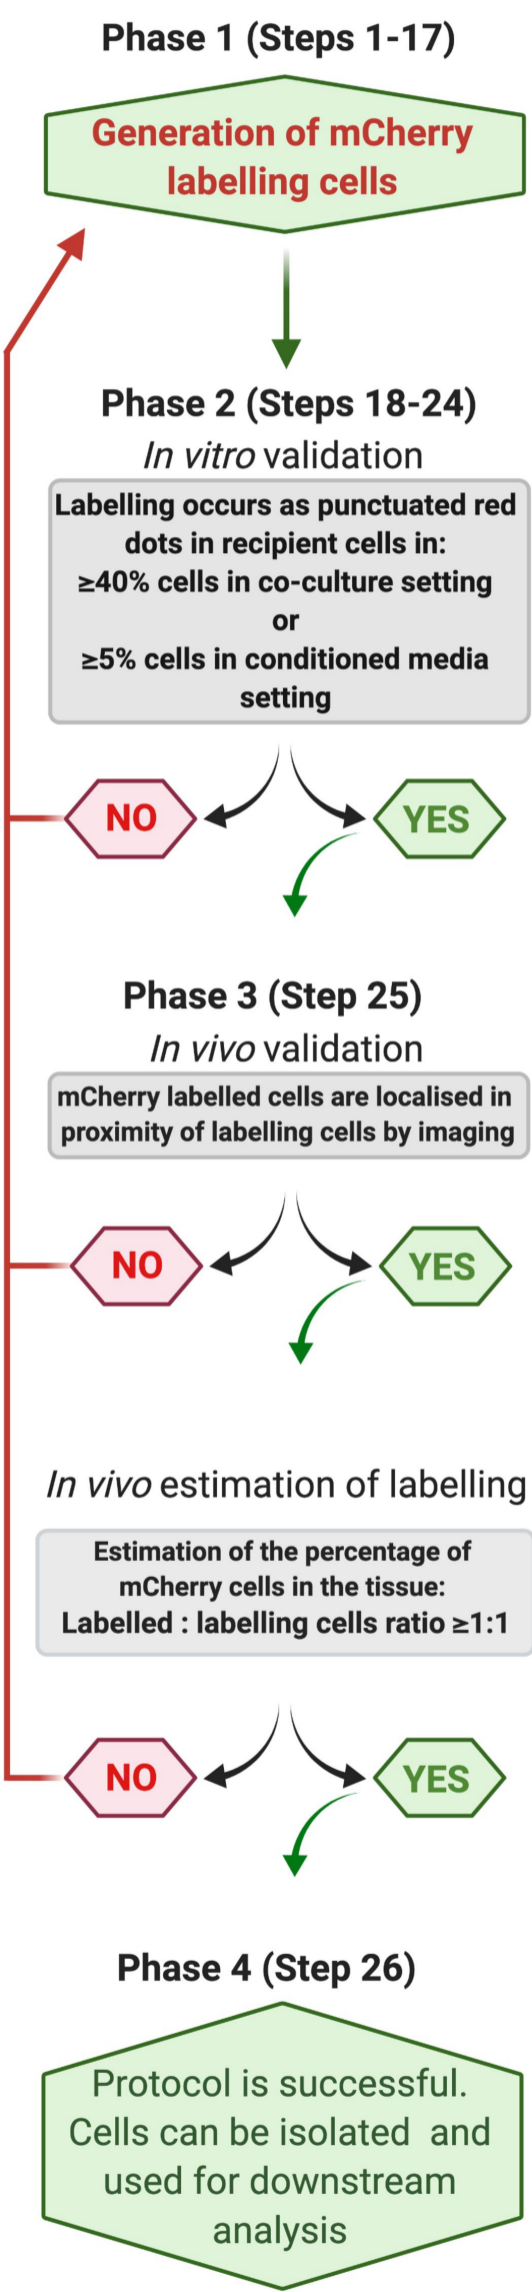 Phase 1 (Steps 1-17)
Generation of mCherry
labelling cells
Phase 2 (Steps 18-24)
In vitro validation
Labelling occurs as punctuated red
dots in recipient cells in:
≥40% cells in co-culture setting
or
≥5% cells in conditioned media
setting
NO
YES
Phase 3 (Step 25)
In vivo validation
mCherry labelled cells are localised in
proximity of labelling cells by imaging
NO
YES
In vivo estimation of labelling
Estimation of the percentage of
mCherry cells in the tissue:
Labelled : labelling cells ratio ≥1:1
NO
YES
Phase 4 (Step 26)
Protocol is successful.
Cells can be isolated and
used for downstream
analysis